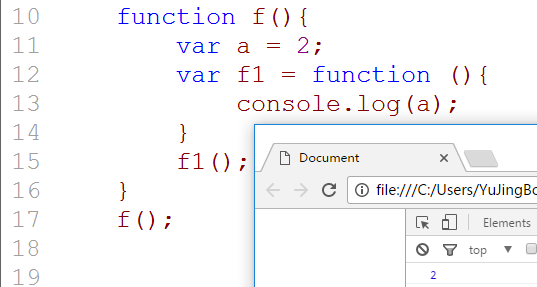 10 function f(){
11 var a = 2;
12 var f1 = function (){
13 console.log(a);
14 }
15 f1();
16 }
17 f();
18
19
Document
file:///C:/Users/YuJingBo
Elements
top
2